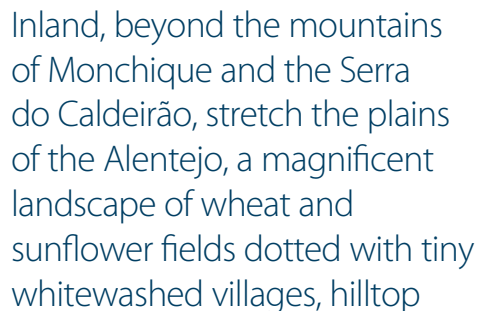 Inland, beyond the mountains
of Monchique and the Serra
do Caldeirão, stretch the plains
of the Alentejo, a magnificent
landscape of wheat and
sunflower fields dotted with tiny
whitewashed villages, hilltop